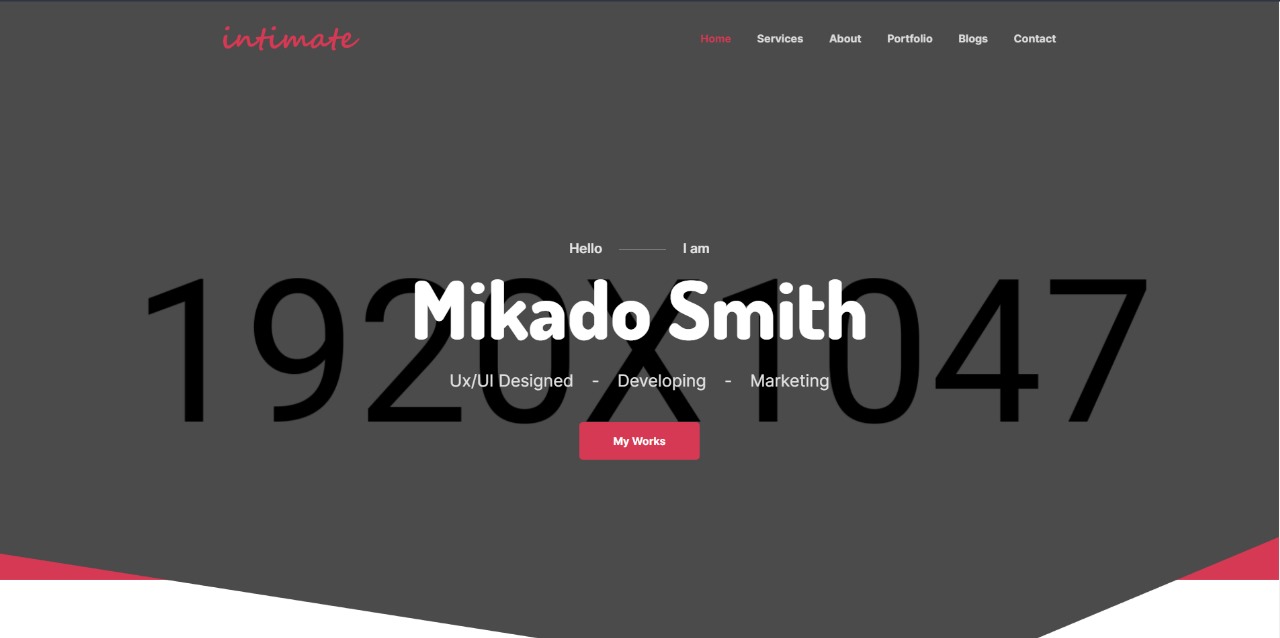 intimate
Home Services About Portfolio Blogs Contact
Hello I am
1920X1047
Mikado Smith
Ux/UI Designed - Developing - Marketing
My Works